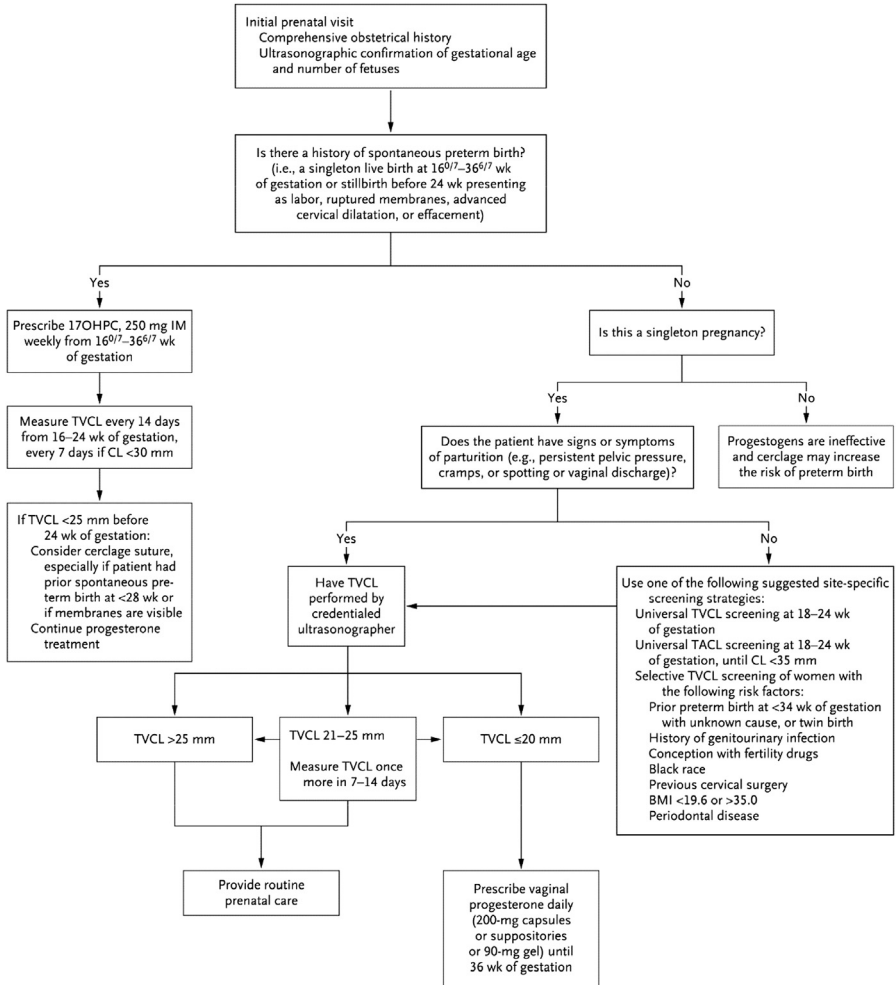 Initial prenatal visit
Comprehensive obstetrical history
Ultrasonographic confirmation of gestational age
and number of fetuses
Is there a history of spontaneous preterm birth?
(i.e., a singleton live birth at 16⁰/⁷–36⁶/⁷ wk
of gestation or stillbirth before 24 wk presenting
as labor, ruptured membranes, advanced
cervical dilatation, or effacement)
Yes
No
Prescribe 17OHPC, 250 mg IM
weekly from 16⁰/⁷–36⁶/⁷ wk
of gestation
Is this a singleton pregnancy?
Yes
No
Measure TVCL every 14 days
from 16–24 wk of gestation,
every 7 days if CL <30 mm
Does the patient have signs or symptoms
of parturition (e.g., persistent pelvic pressure,
cramps, or spotting or vaginal discharge)?
Progestogens are ineffective
and cerclage may increase
the risk of preterm birth
If TVCL <25 mm before
24 wk of gestation:
Consider cerclage suture,
especially if patient had
prior spontaneous pre-
term birth at <28 wk or
if membranes are visible
Continue progesterone
treatment
Yes
No
Have TVCL
performed by
credentialed
ultrasonographer
Use one of the following suggested site-specific
screening strategies:
Universal TVCL screening at 18–24 wk
of gestation
Universal TACL screening at 18–24 wk
of gestation, until CL <35 mm
Selective TVCL screening of women with
the following risk factors:
Prior preterm birth at <34 wk of gestation
with unknown cause, or twin birth
History of genitourinary infection
Conception with fertility drugs
Black race
Previous cervical surgery
BMI <19.6 or >35.0
Periodontal disease
TVCL >25 mm
TVCL 21–25 mm
Measure TVCL once
more in 7–14 days
TVCL ≤20 mm
Provide routine
prenatal care
Prescribe vaginal
progesterone daily
(200-mg capsules
or suppositories
or 90-mg gel) until
36 wk of gestation